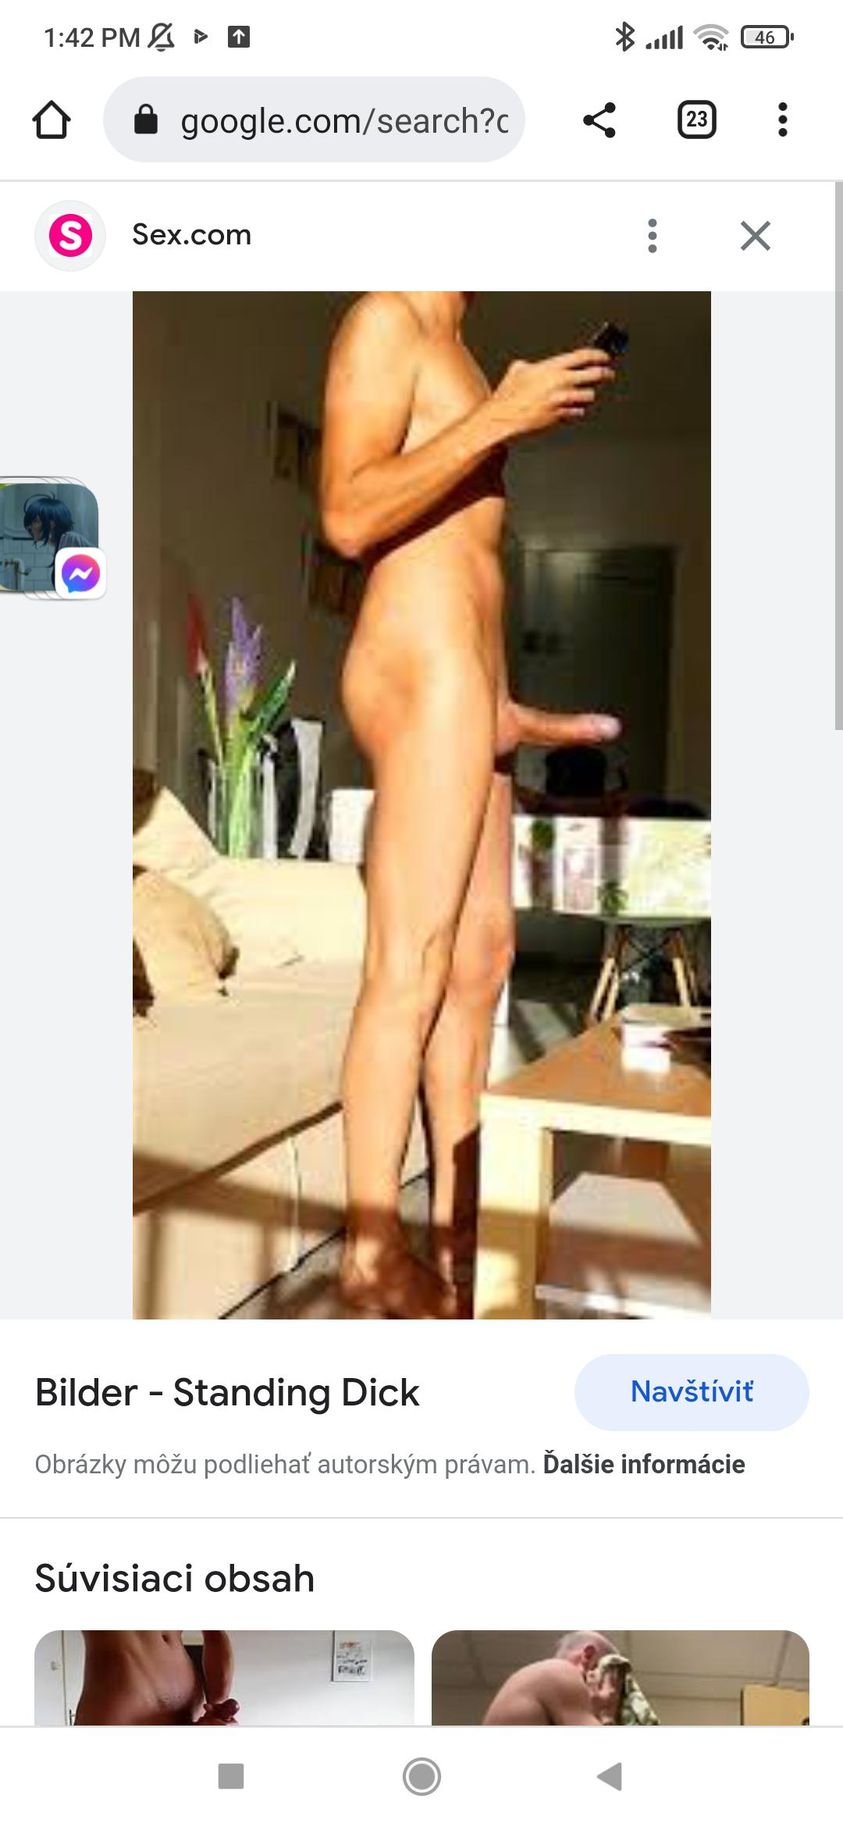 1:42 PM
46
google.com/search?c
23
S
Sex.com
Bilder - Standing Dick
Navštíviť
Obrázky môžu podliehať autorským právam. Ďalšie informácie
Súvisiaci obsah